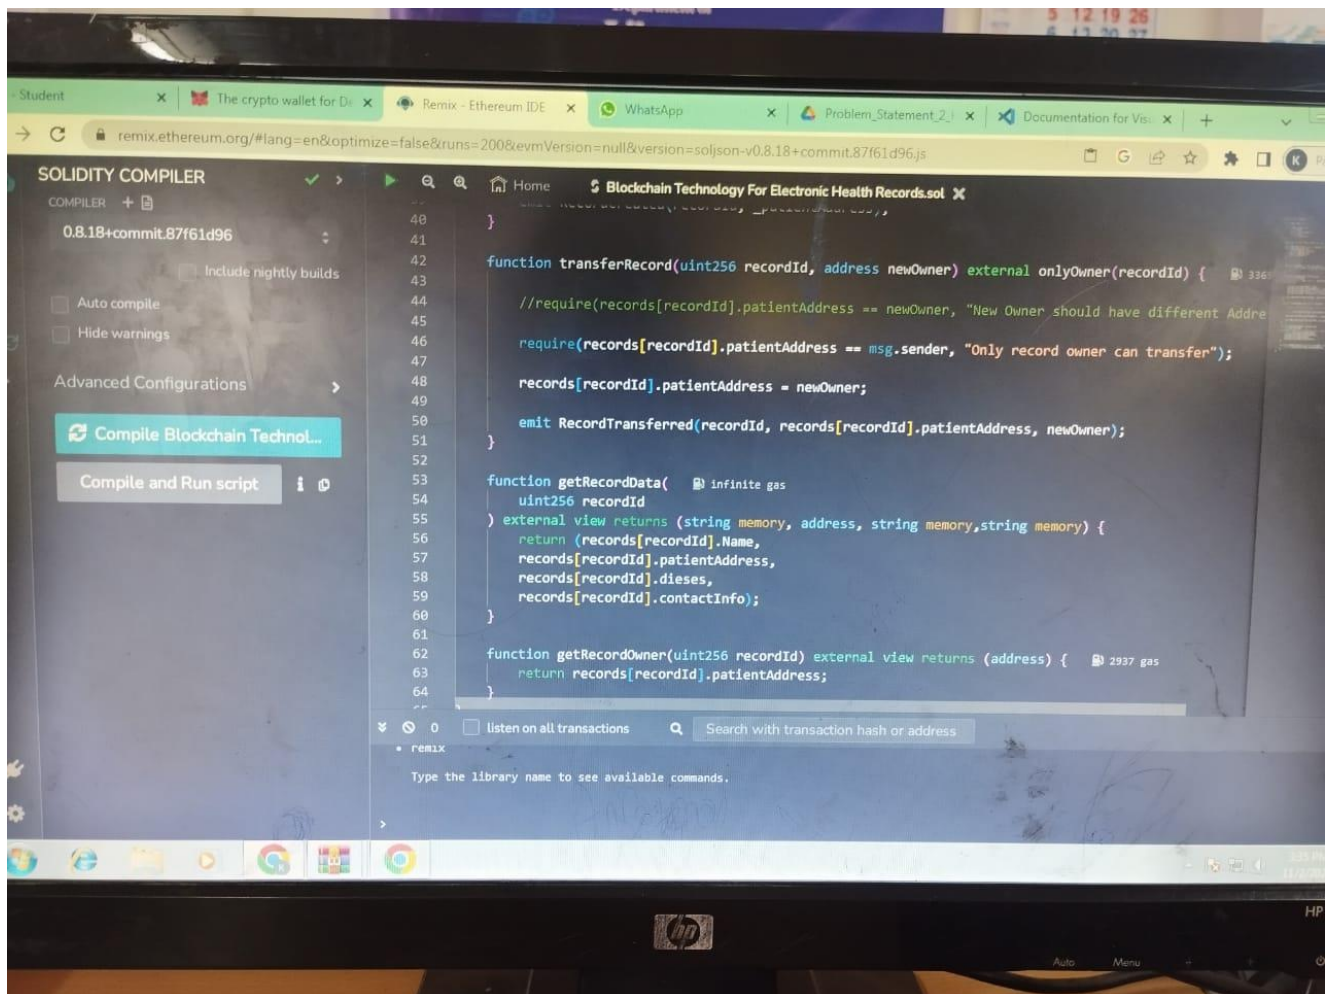 5 12 19 26
6 13 20 27
Student
The crypto wallet for De
Remix - Ethereum IDE
WhatsApp
Problem_Statement_2_
Documentation for Vis
remix.ethereum.org/#lang=en&optimize=false&runs=200&evmVersion=null&version=soljson-v0.8.18+commit.87f61d96.js
K
SOLIDITY COMPILER
COMPILER
0.8.18+commit.87f61d96
Include nightly builds
Auto compile
Hide warnings
Advanced Configurations
Compile Blockchain Technol...
Compile and Run script
Home
Blockchain Technology For Electronic Health Records.sol
40 }
41
42 function transferRecord(uint256 recordId, address newOwner) external onlyOwner(recordId) { 336
43
44 //require(records[recordId].patientAddress == newOwner, "New Owner should have different Addre
45
46 require(records[recordId].patientAddress == msg.sender, "Only record owner can transfer");
47
48 records[recordId].patientAddress = newOwner;
49
50 emit RecordTransferred(recordId, records[recordId].patientAddress, newOwner);
51 }
52
53 function getRecordData( infinite gas
54 uint256 recordId
55 ) external view returns (string memory, address, string memory,string memory) {
56 return (records[recordId].Name,
57 records[recordId].patientAddress,
58 records[recordId].dieses,
59 records[recordId].contactInfo);
60 }
61
62 function getRecordOwner(uint256 recordId) external view returns (address) { 2937 gas
63 return records[recordId].patientAddress;
64 }
0 listen on all transactions Search with transaction hash or address
remix
Type the library name to see available commands.
>
hp
HP
Auto Menu